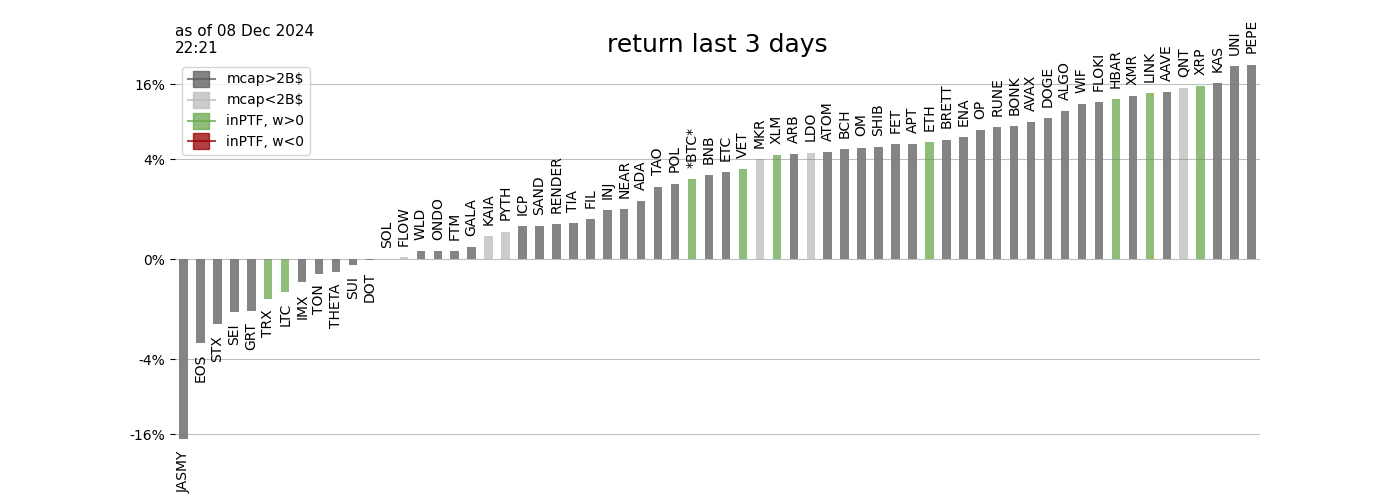 as of 08 Dec 2024
22:21
return last 3 days
mcap>2B$
mcap<2B$
inPTF, w>0
inPTF, w<0
16%
4%
0%
-4%
-16%
JASMY
EOS
STX
SEI
GRT
TRX
LTC
IMX
TON
THETA
SUI
DOT
SOL
FLOW
WLD
ONDO
FTM
GALA
KAIA
PYTH
ICP
SAND
RENDER
TIA
FIL
INJ
NEAR
ADA
TAO
POL
*BTC*
BNB
ETC
VET
MKR
XLM
ARB
LDO
ATOM
BCH
OM
SHIB
FET
APT
ETH
BRETT
ENA
OP
RUNE
BONK
AVAX
DOGE
ALGO
WIF
FLOKI
HBAR
XMR
LINK
AAVE
QNT
XRP
KAS
UNI
PEPE